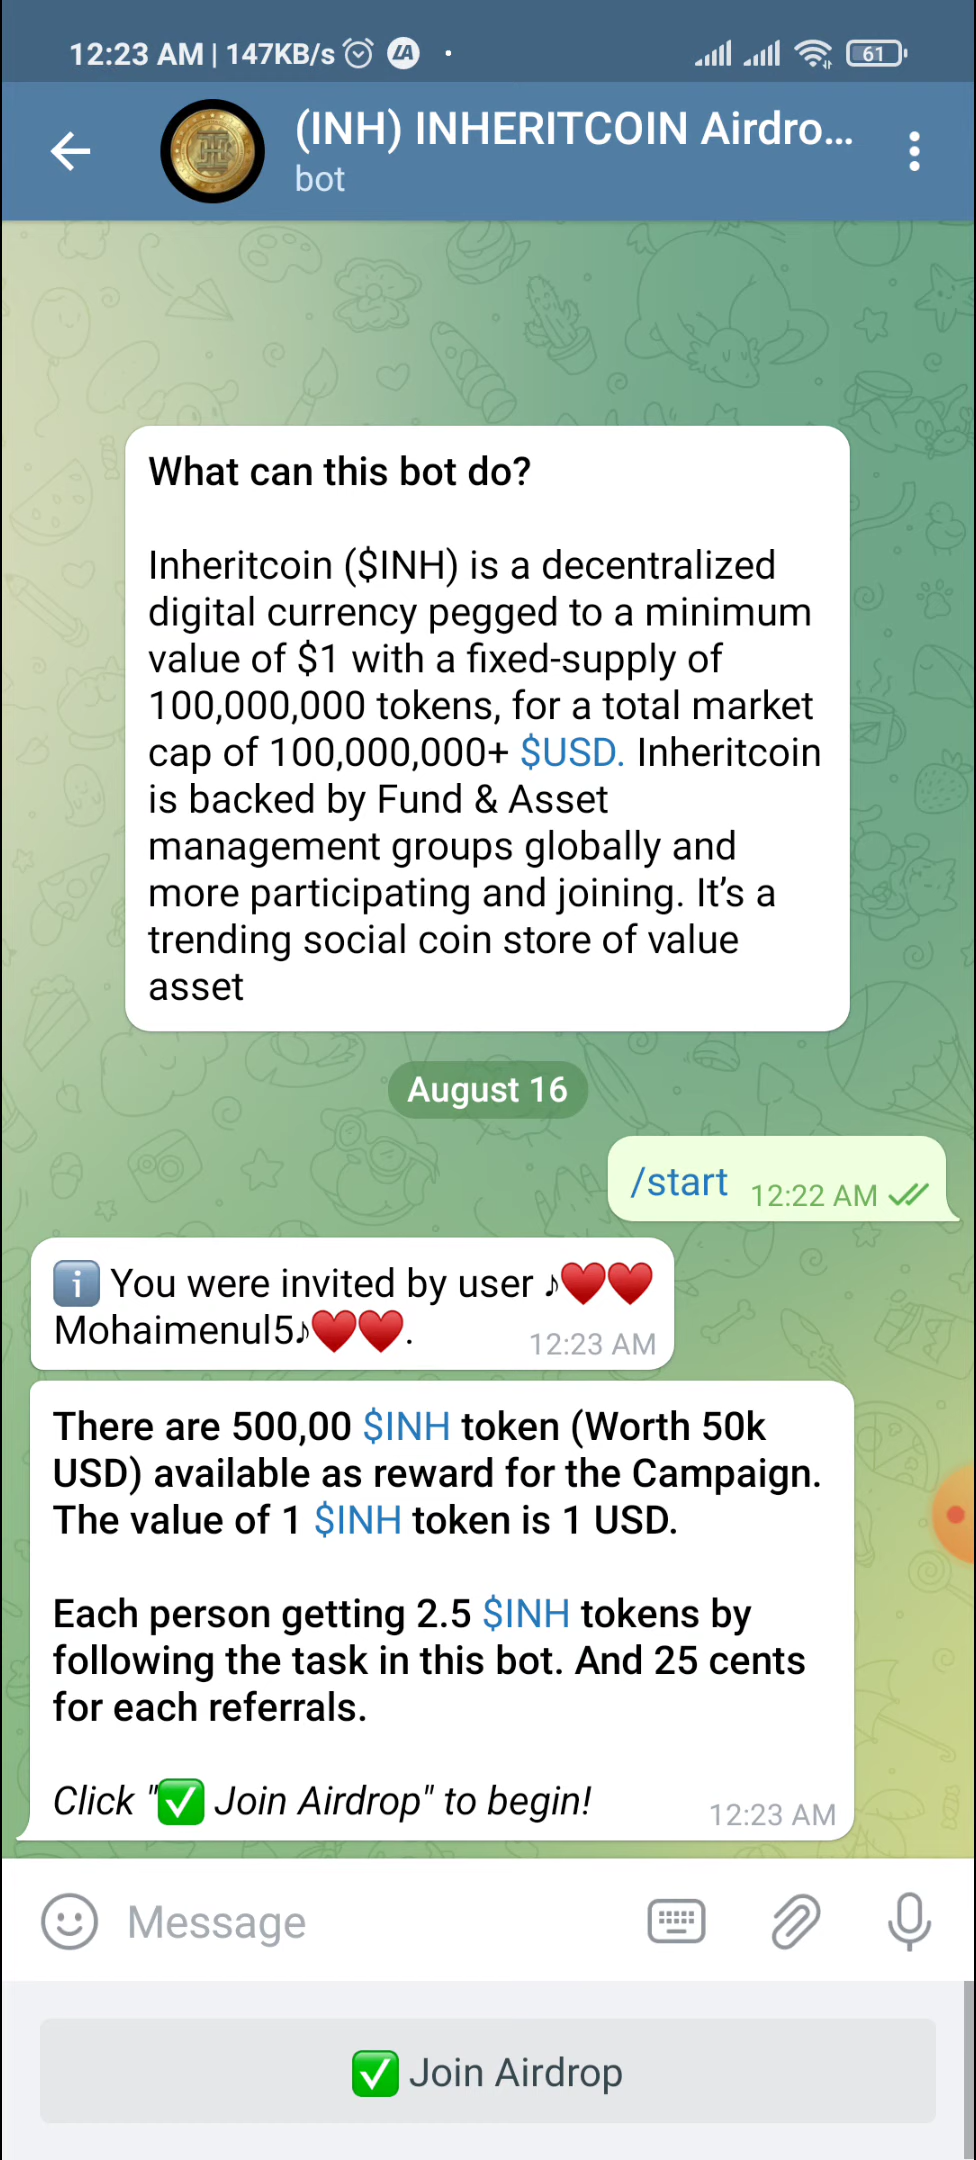 12:23 AM | 147KB/s LA 61
(INH) INHERITCOIN Airdro...
bot
What can this bot do?
Inheritcoin ($INH) is a decentralized
digital currency pegged to a minimum
value of $1 with a fixed-supply of
100,000,000 tokens, for a total market
cap of 100,000,000+ $USD. Inheritcoin
is backed by Fund & Asset
management groups globally and
more participating and joining. It's a
trending social coin store of value
asset
August 16
/start 12:22 AM
i You were invited by user ♪♥♥
Mohaimenul5♪♥♥. 12:23 AM
There are 500,00 $INH token (Worth 50k
USD) available as reward for the Campaign.
The value of 1 $INH token is 1 USD.
Each person getting 2.5 $INH tokens by
following the task in this bot. And 25 cents
for each referrals.
Click "✅ Join Airdrop" to begin! 12:23 AM
Message
✅ Join Airdrop